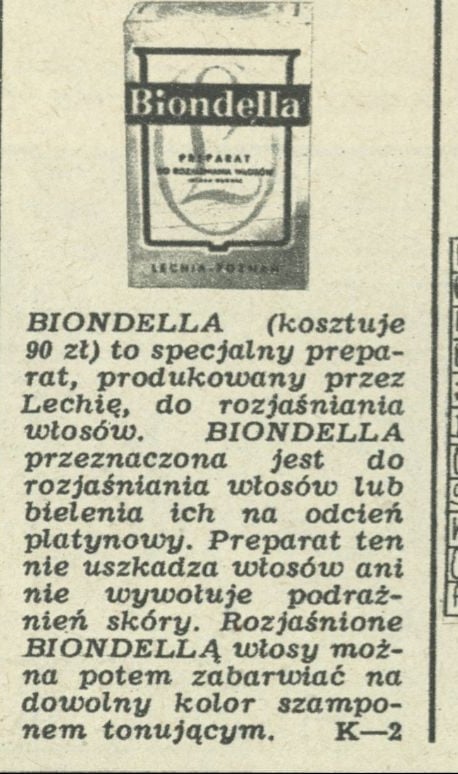 Biondella
PREPARAT
DO ROZJAŚNIANIA WŁOSÓW
LECHIA-POZNAŃ
BIONDELLA (kosztuje
90 zł) to specjalny prepa-
rat, produkowany przez
Lechię, do rozjaśniania
włosów. BIONDELLA
przeznaczona jest do
rozjaśniania włosów lub
bielenia ich na odcień
platynowy. Preparat ten
nie uszkadza włosów ani
nie wywołuje podraż-
nień skóry. Rozjaśnione
BIONDELLĄ włosy moż-
na potem zabarwiać na
dowolny kolor szampo-
nem tonującym. K—2